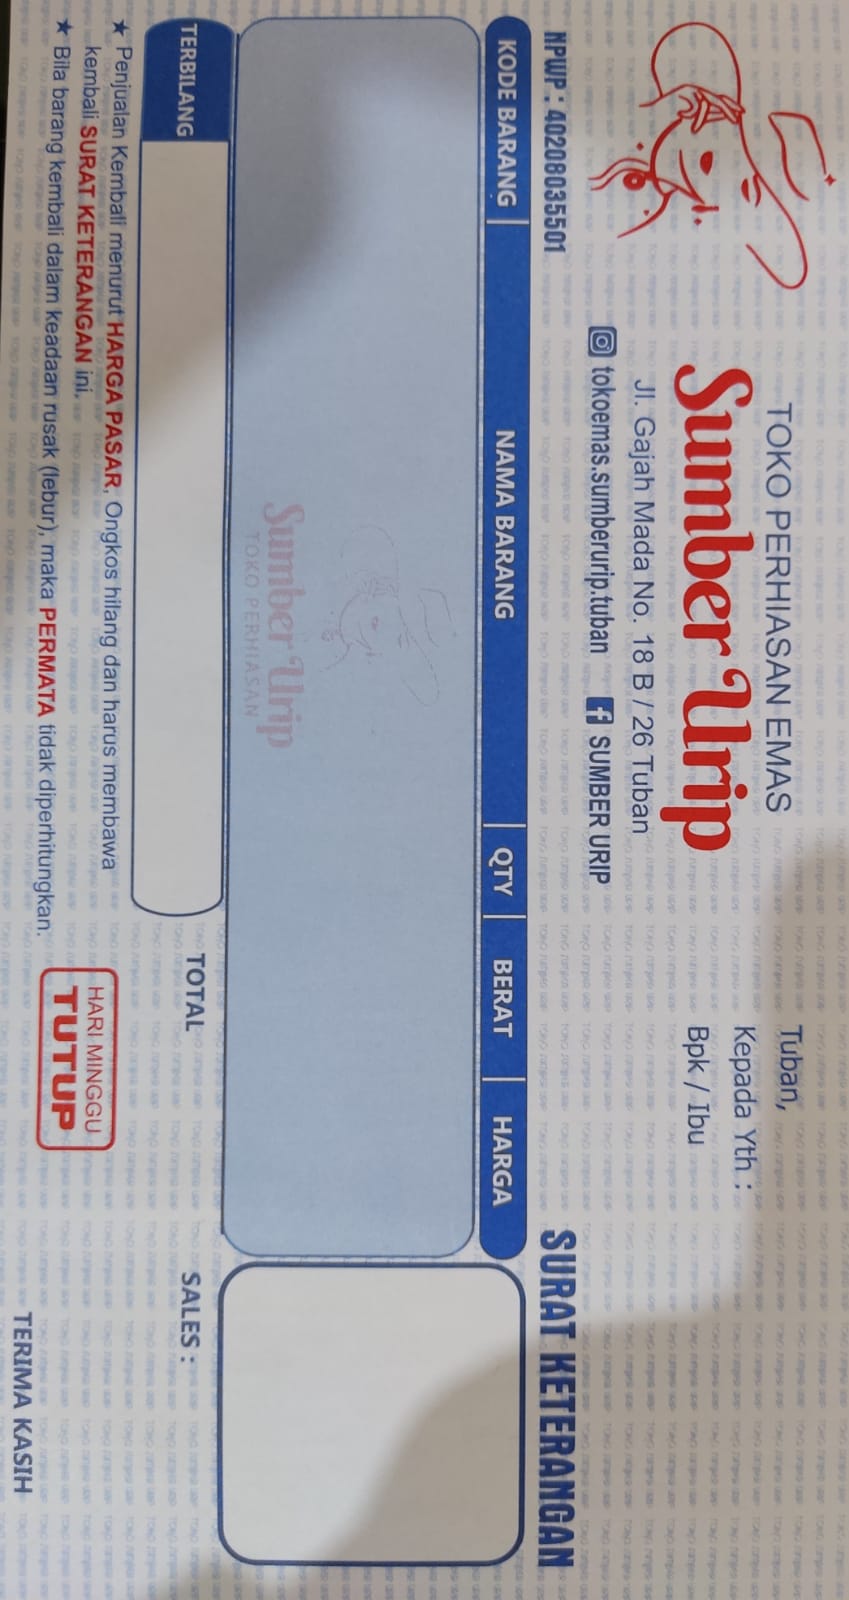 TOKO PERHIASAN EMAS
Sumber Urip
Jl. Gajah Mada No. 18 B / 26 Tuban
tokoemas.sumberurip.tuban
SUMBER URIP
Tuban,
Kepada Yth :
Bpk / Ibu
NPWP : 40208035501
SURAT KETERANGAN
KODE BARANG NAMA BARANG QTY BERAT HARGA
Sumber Urip
TOKO PERHIASAN
TERBILANG
TOTAL
SALES :
★ Penjualan Kembali menurut HARGA PASAR, Ongkos hilang dan harus membawa
kembali SURAT KETERANGAN ini.
★ Bila barang kembali dalam keadaan rusak (lebur), maka PERMATA tidak diperhitungkan.
HARI MINGGU
TUTUP
TERIMA KASIH